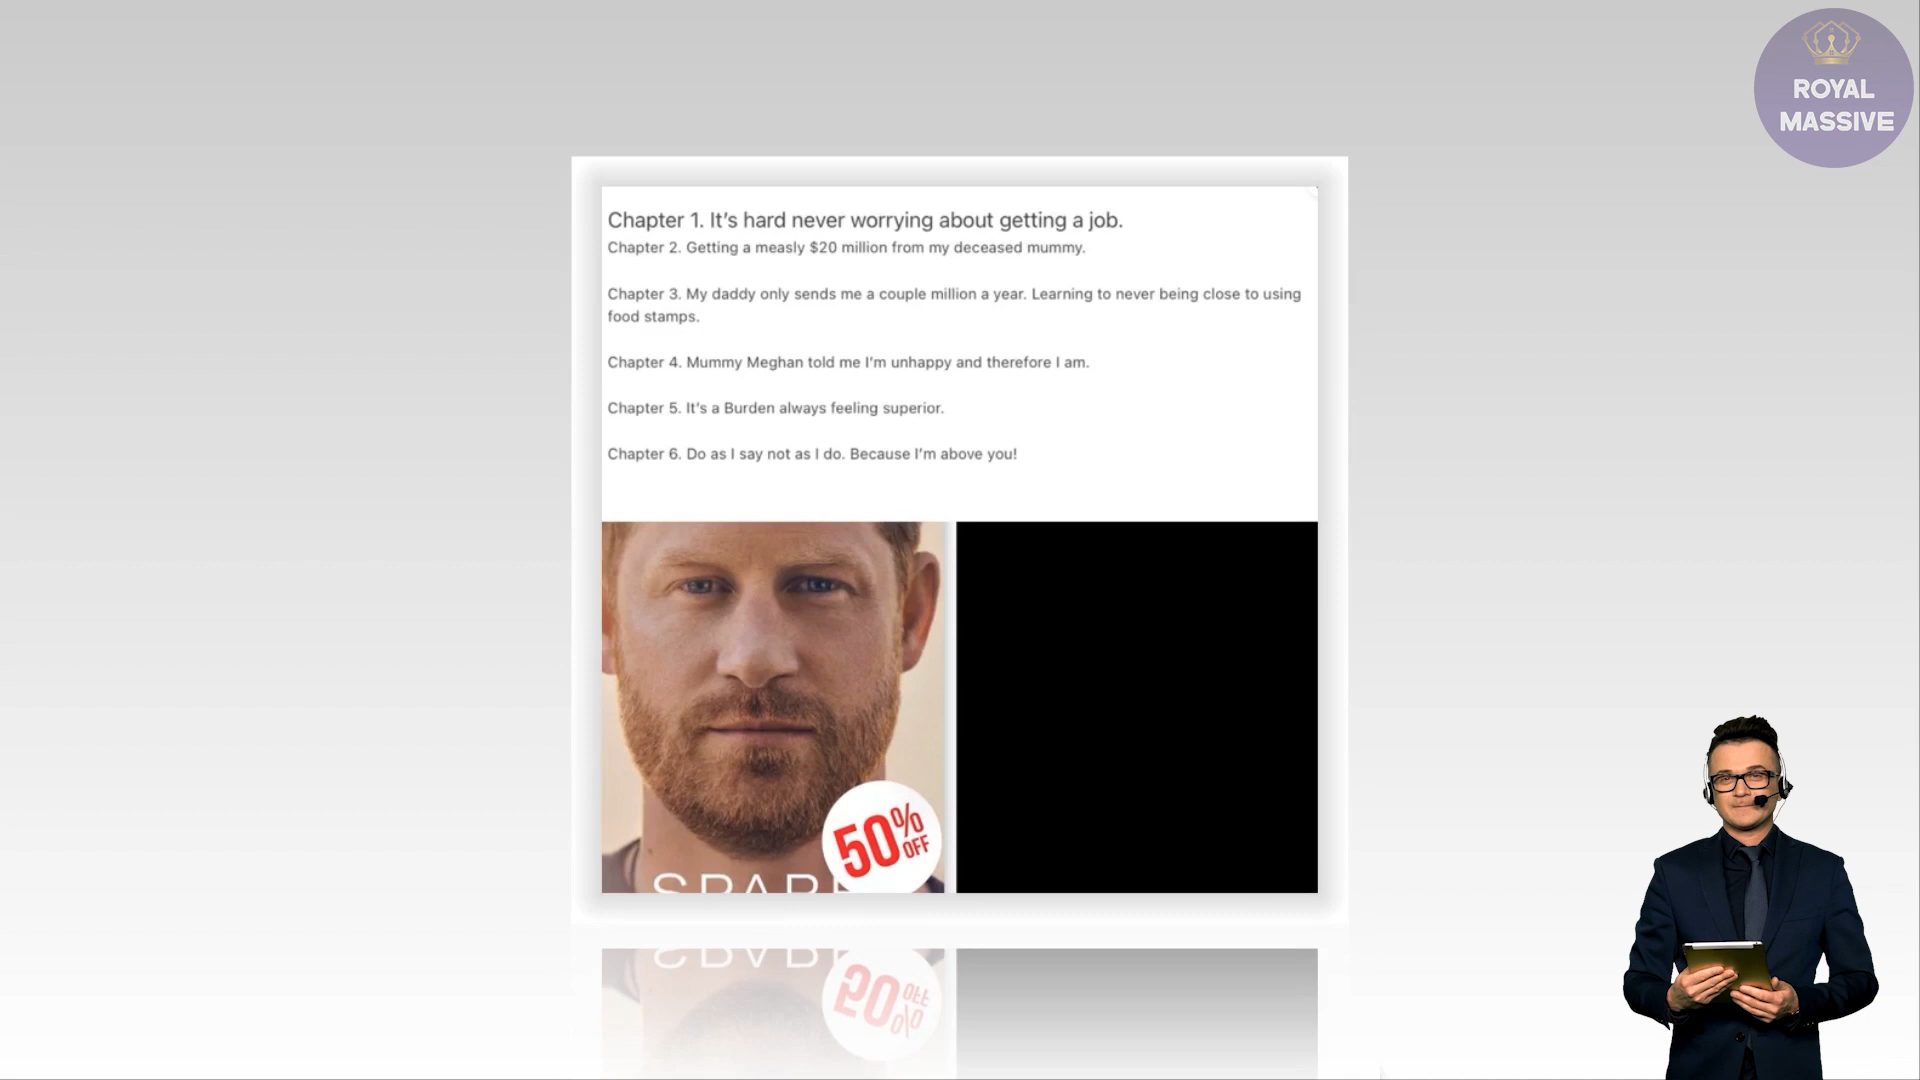 ROYAL
MASSIVE
Chapter 1. It's hard never worrying about getting a job.
Chapter 2. Getting a measly $20 million from my deceased mummy.
Chapter 3. My daddy only sends me a couple million a year. Learning to never being close to using
food stamps.
Chapter 4. Mummy Meghan told me I'm unhappy and therefore I am.
Chapter 5. It's a Burden always feeling superior.
Chapter 6. Do as I say not as I do. Because I'm above you!
50%
OFF